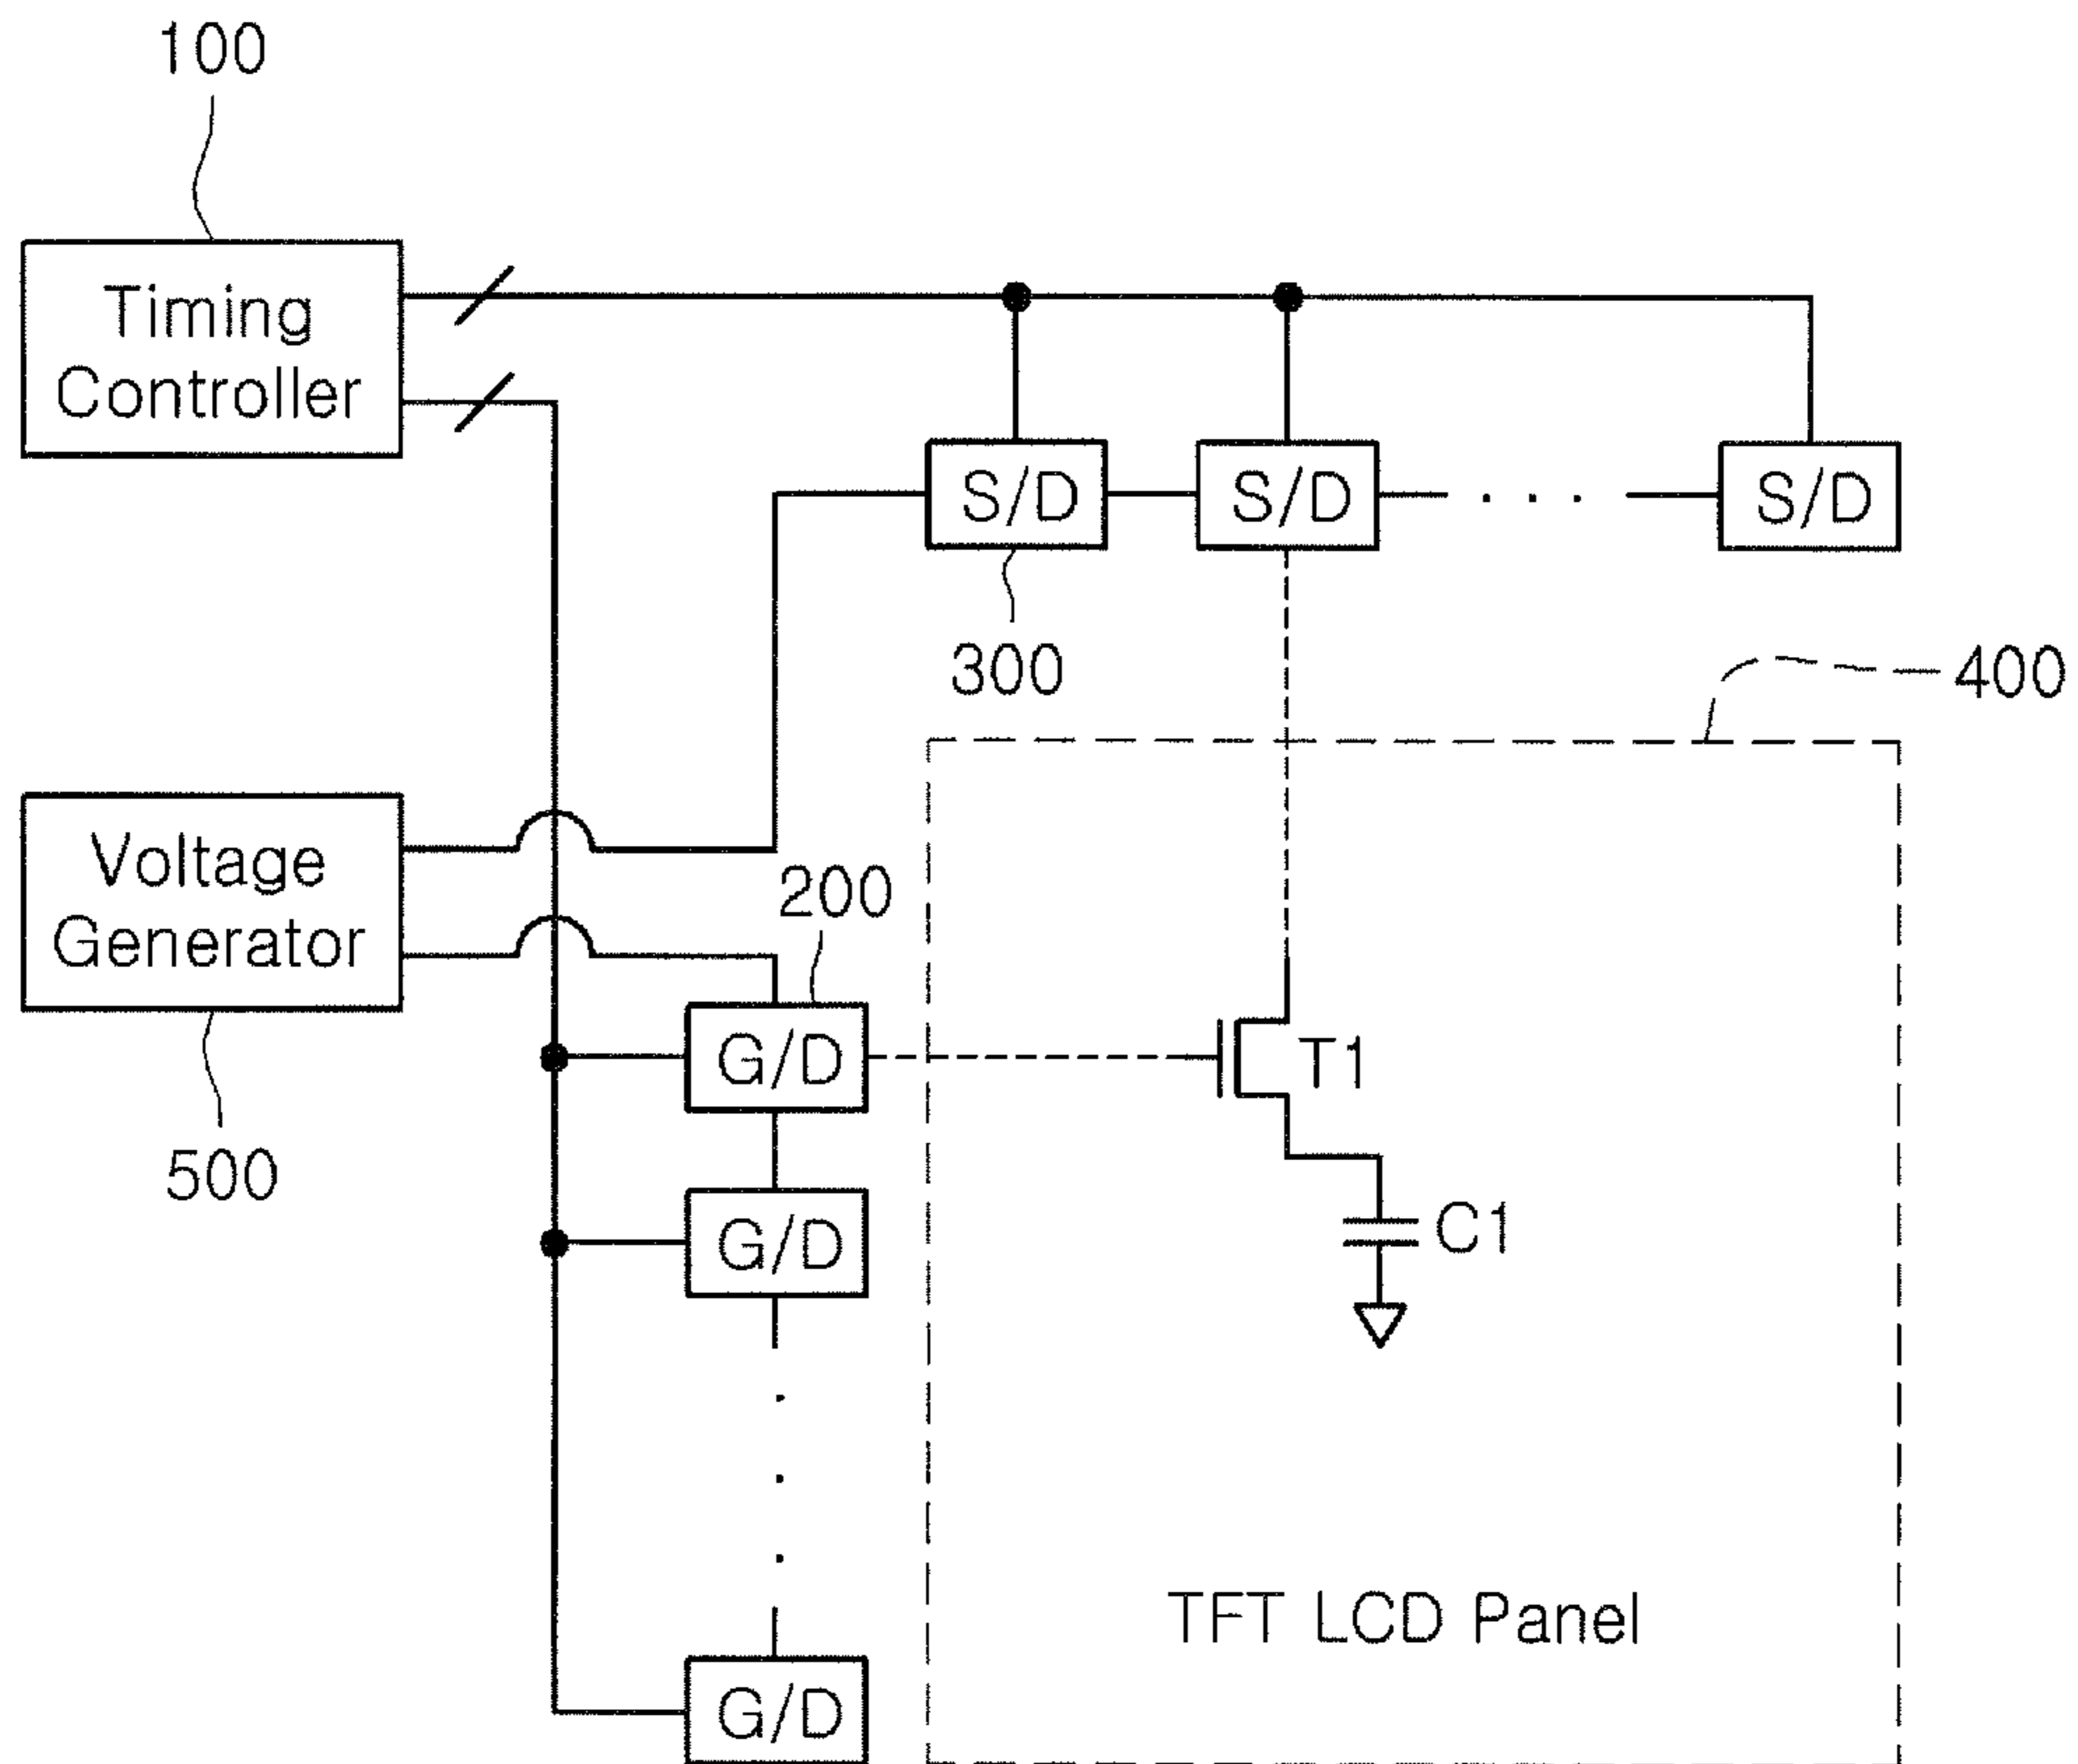 100
Timing
Controller
S/D
S/D
. . .
S/D
300
400
Voltage
Generator
200
500
G/D
T1
G/D
C1
TFT LCD Panel
G/D